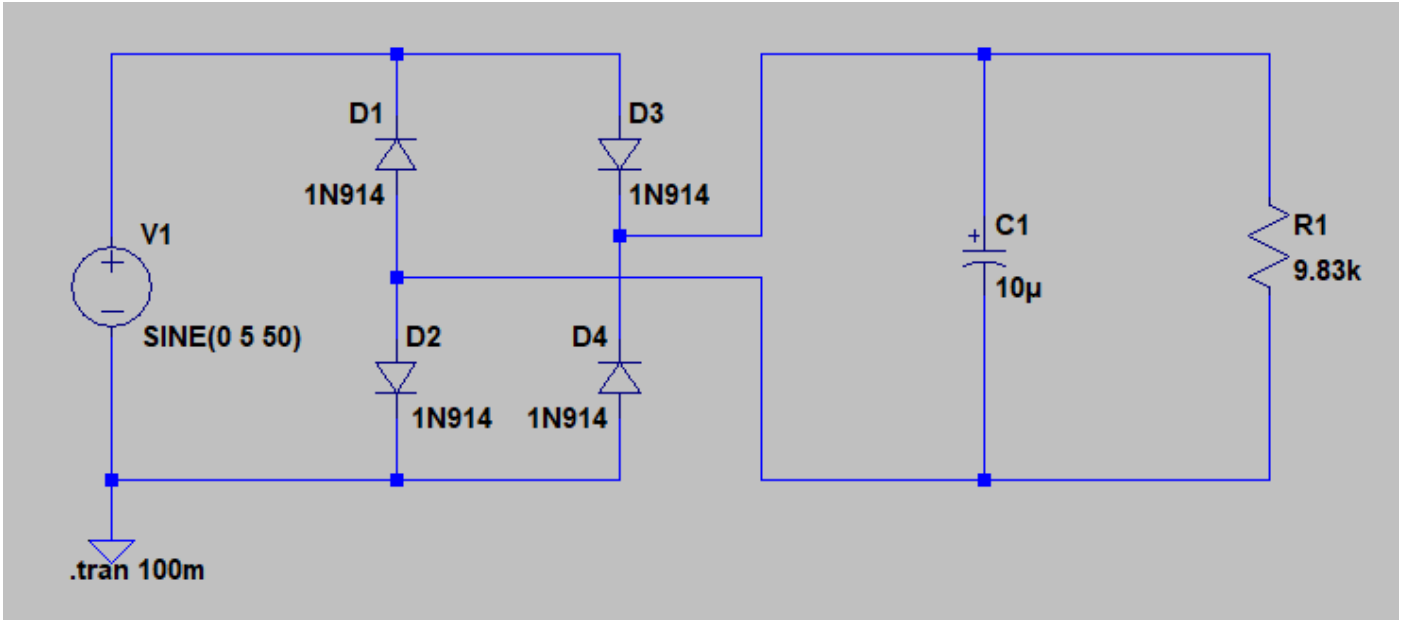 D1
D3
1N914
1N914
V1
+
C1
R1
9.83k
10µ
SINE(0 5 50)
D2
D4
1N914
1N914
.tran 100m